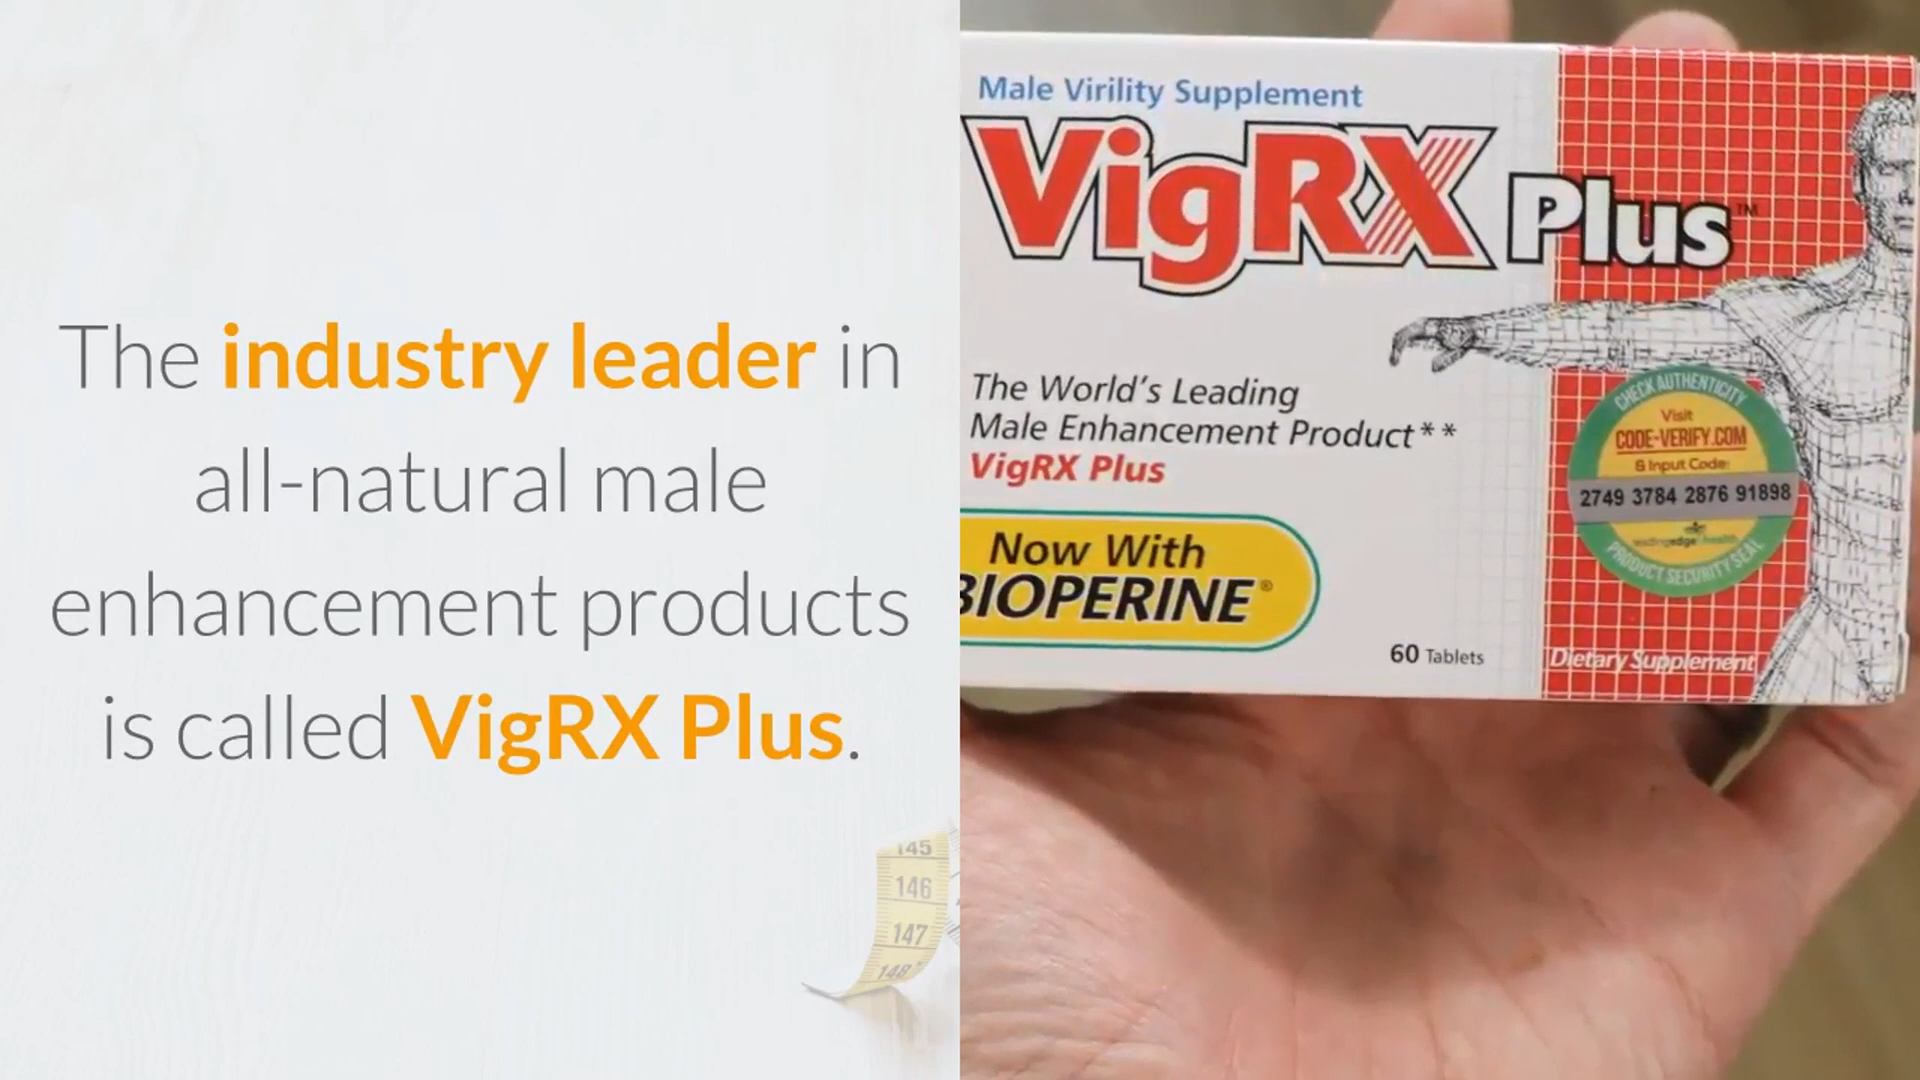 The industry leader in
all-natural male
enhancement products
is called VigRX Plus.
145
146
147
148
Male Virility Supplement
VigRX Plus™
The World's Leading
Male Enhancement Product**
VigRX Plus
Now With
BIOPERINE®
60 Tablets
CHECK AUTHENTICITY
Visit
CODE-VERIFY.COM
& Input Code:
2749 3784 2876 91898
leadingedgehealth
PRODUCT SECURITY SEAL
Dietary Supplement